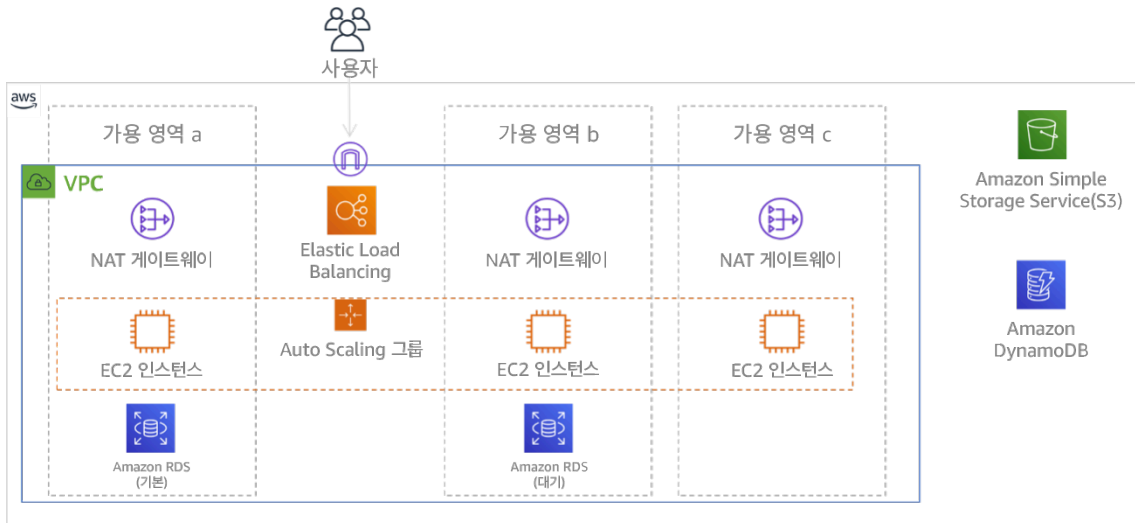 사용자
aws
가용 영역 a
가용 영역 b
가용 영역 c
VPC
NAT 게이트웨이
Elastic Load
Balancing
NAT 게이트웨이
NAT 게이트웨이
Amazon Simple
Storage Service(S3)
EC2 인스턴스
Auto Scaling 그룹
EC2 인스턴스
EC2 인스턴스
Amazon
DynamoDB
Amazon RDS
(기본)
Amazon RDS
(대기)